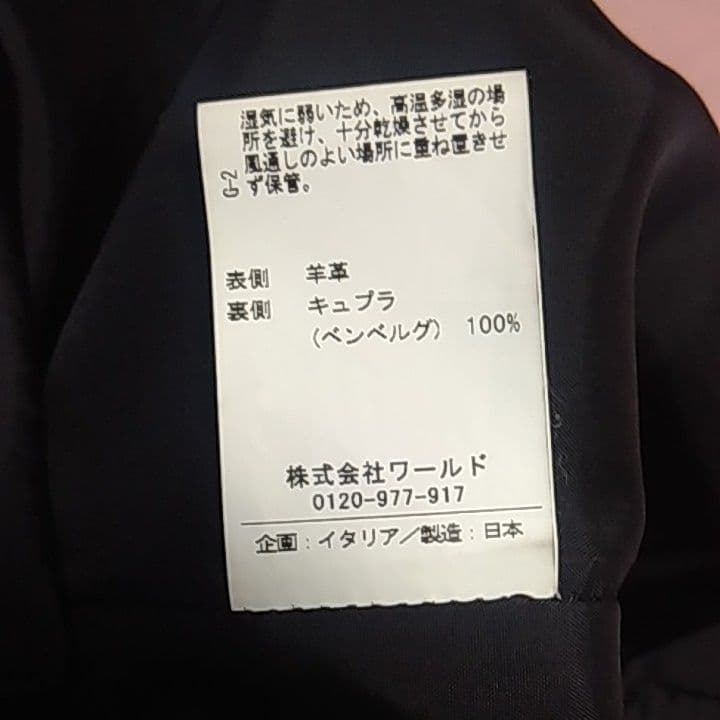 湿気に弱いため、高温多湿の場
所を避け、十分乾燥させてから
風通しのよい場所に重ね置きせ
ず保管。
G-2
表側 羊革
裏側 キュプラ
(ベンベルグ) 100%
株式会社ワールド
0120-977-917
企画：イタリア／製造：日本